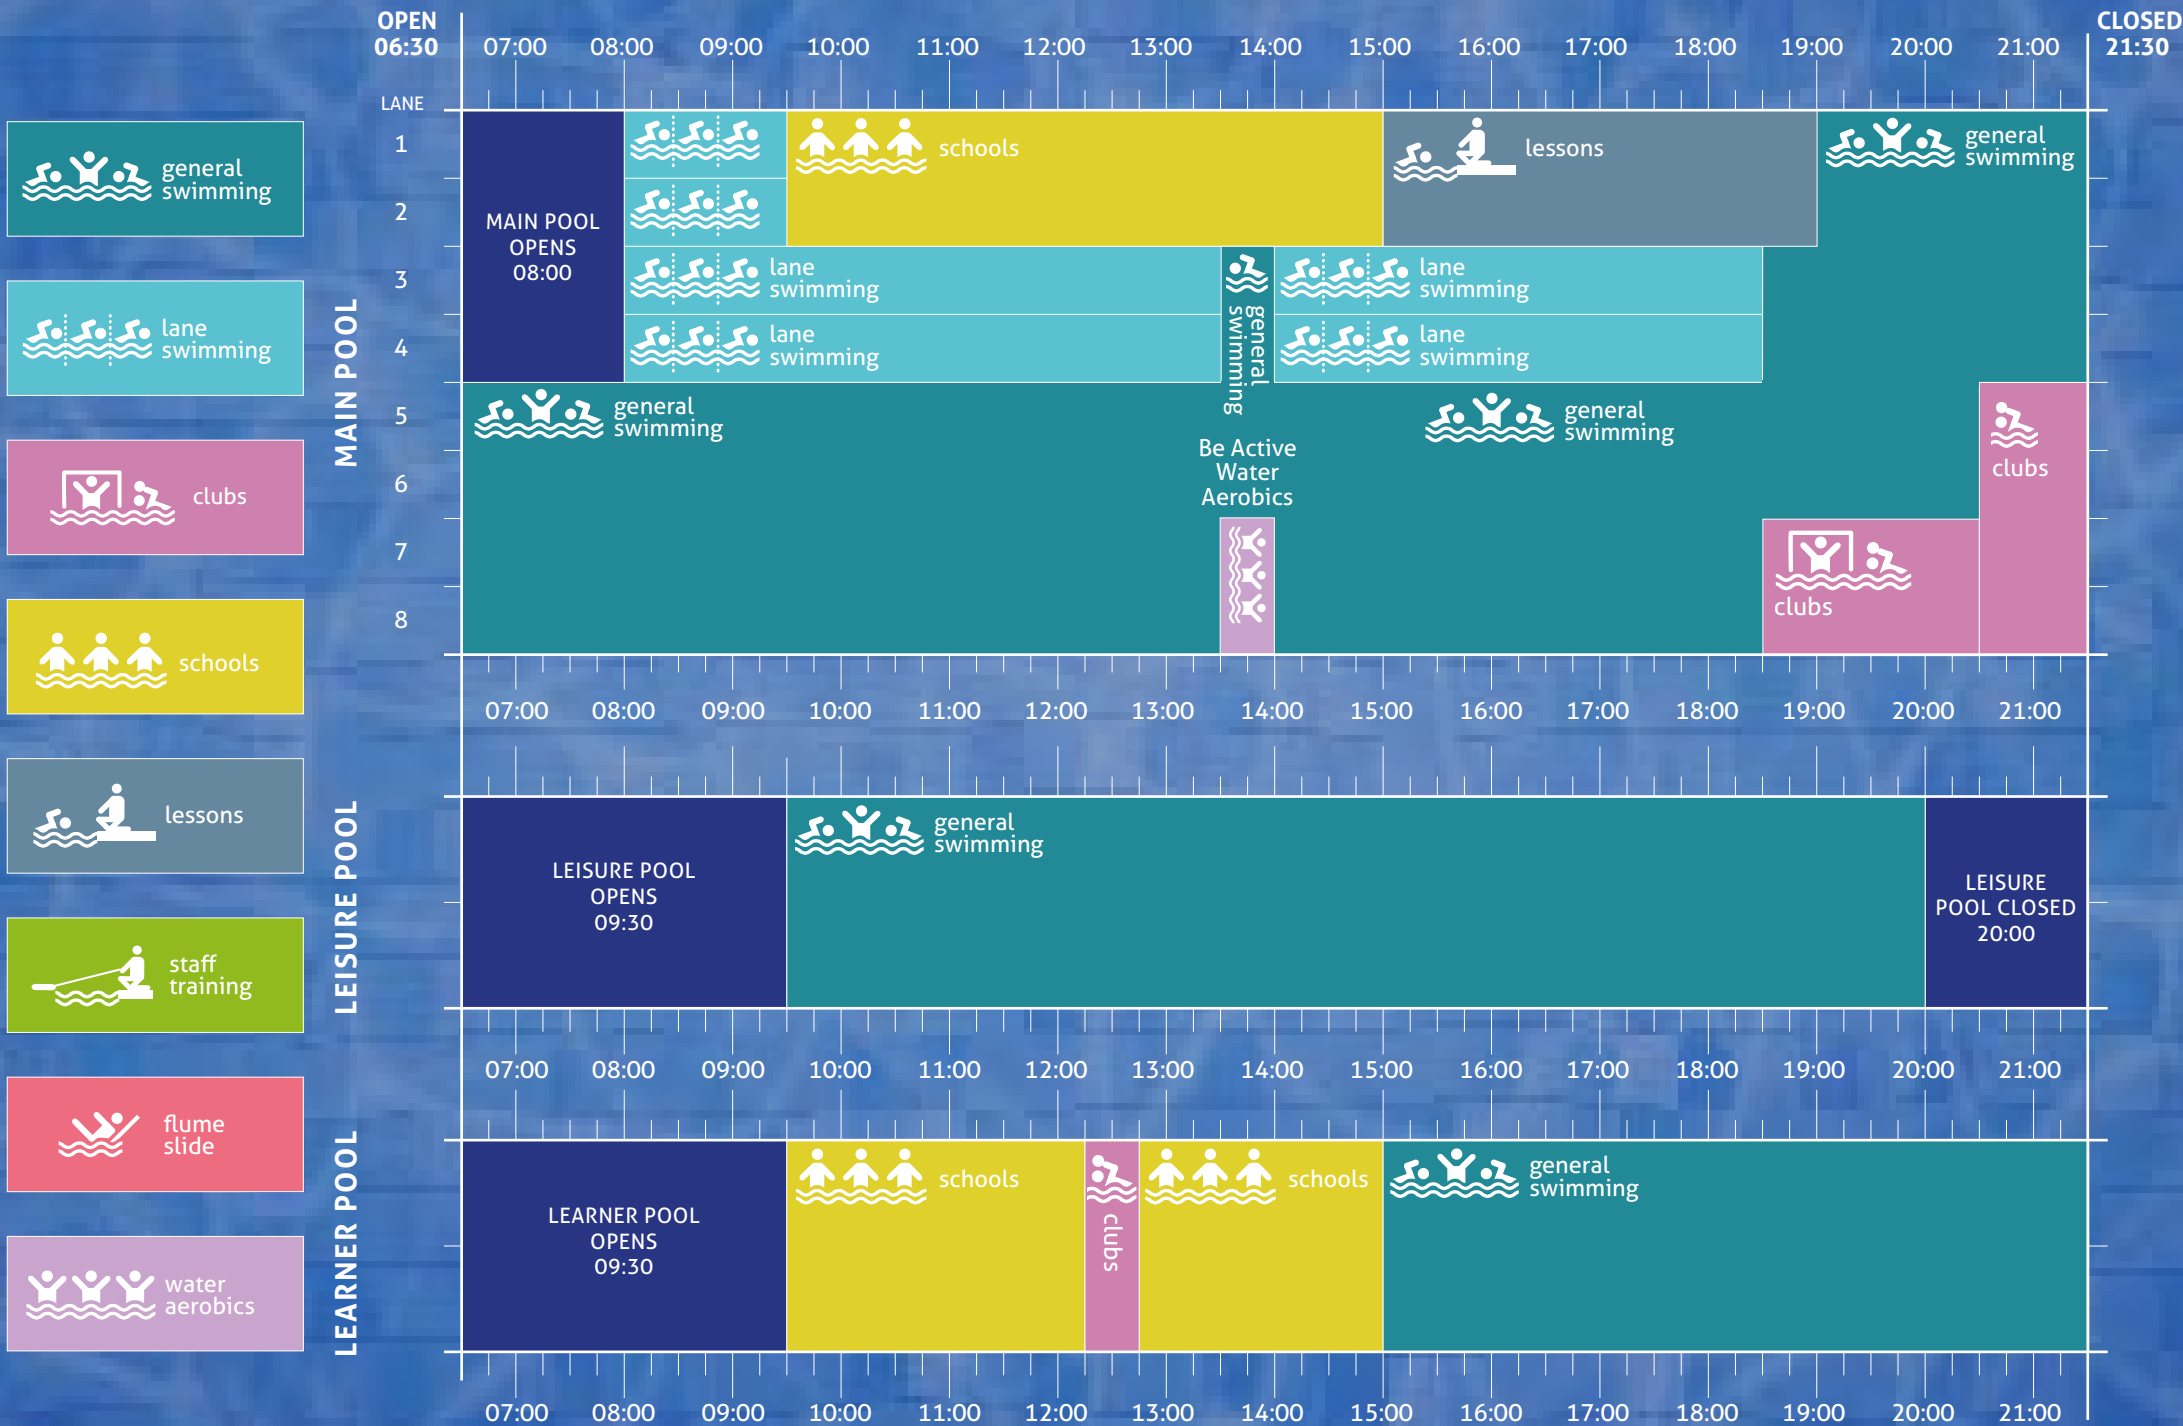 OPEN
06:30
07:00 08:00 09:00 10:00 11:00 12:00 13:00 14:00 15:00 16:00 17:00 18:00 19:00 20:00 21:00
CLOSED
21:30
general
swimming
lane
swimming
clubs
schools
lessons
staff
training
flume
slide
water
aerobics
MAIN POOL
LANE
1
2
3
4
5
6
7
8
MAIN POOL
OPENS
08:00
schools
lessons
general
swimming
lane
swimming
lane
swimming
general
swimming
lane
swimming
lane
swimming
general
swimming
Be Active
Water
Aerobics
general
swimming
clubs
clubs
07:00 08:00 09:00 10:00 11:00 12:00 13:00 14:00 15:00 16:00 17:00 18:00 19:00 20:00 21:00
LEISURE POOL
LEISURE POOL
OPENS
09:30
general
swimming
LEISURE
POOL CLOSED
20:00
07:00 08:00 09:00 10:00 11:00 12:00 13:00 14:00 15:00 16:00 17:00 18:00 19:00 20:00 21:00
LEARNER POOL
LEARNER POOL
OPENS
09:30
schools
clubs
schools
general
swimming
07:00 08:00 09:00 10:00 11:00 12:00 13:00 14:00 15:00 16:00 17:00 18:00 19:00 20:00 21:00